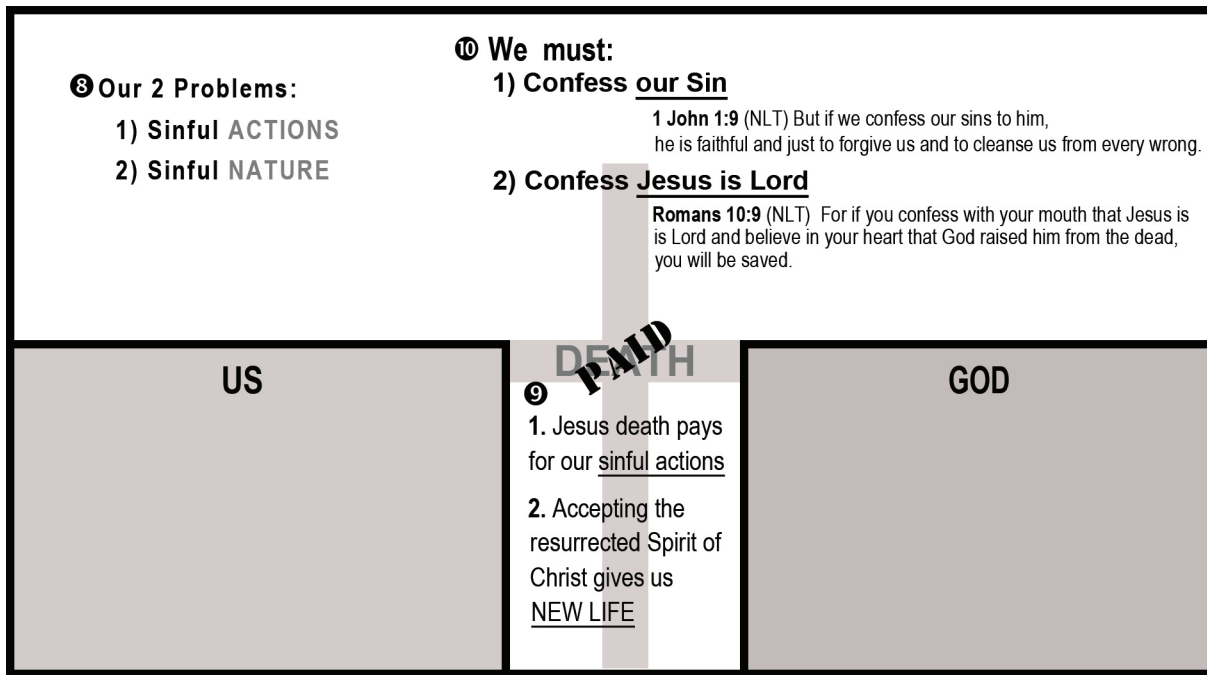 ❽Our 2 Problems:
1) Sinful ACTIONS
2) Sinful NATURE
❿ We must:
1) Confess our Sin
1 John 1:9 (NLT) But if we confess our sins to him,
he is faithful and just to forgive us and to cleanse us from every wrong.
2) Confess Jesus is Lord
Romans 10:9 (NLT) For if you confess with your mouth that Jesus is
is Lord and believe in your heart that God raised him from the dead,
you will be saved.
US
DEATH
PAID
❾
1. Jesus death pays
for our sinful actions
2. Accepting the
resurrected Spirit of
Christ gives us
NEW LIFE
GOD